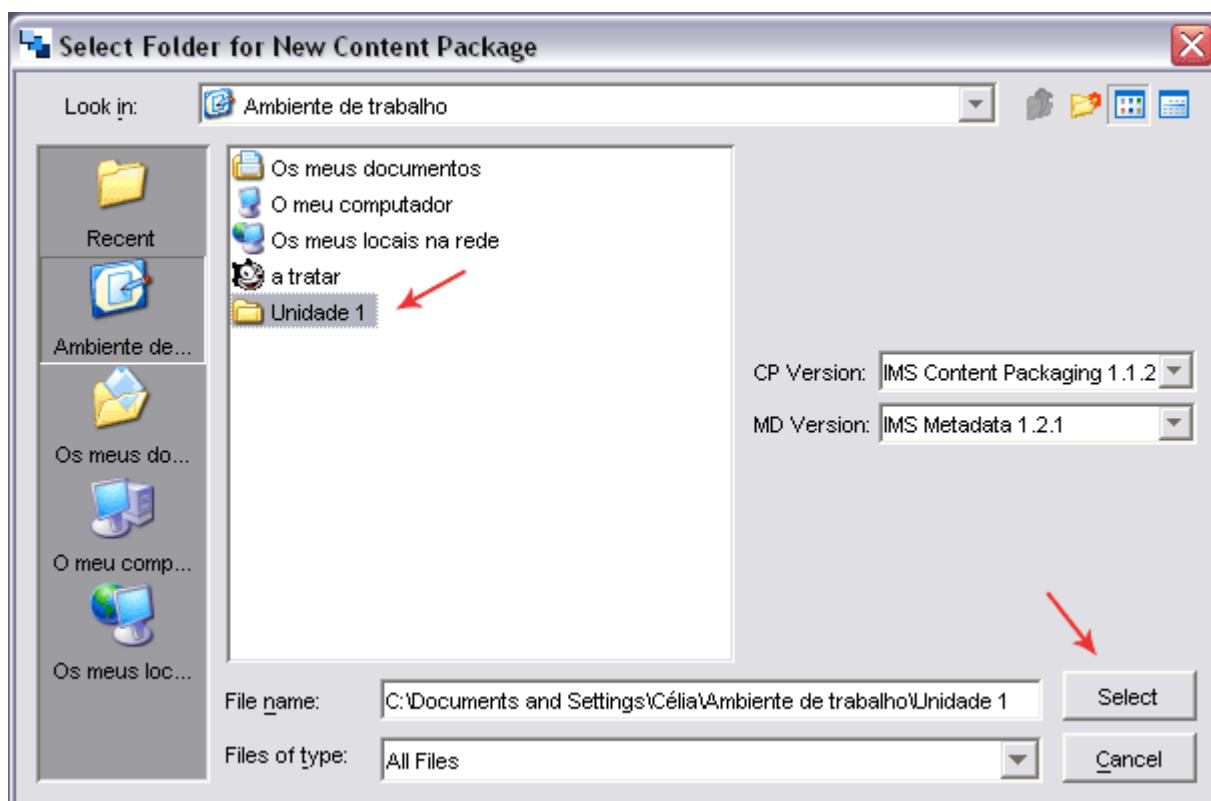 Select Folder for New Content Package
Look in:
Ambiente de trabalho
Recent
Ambiente de...
Os meus do...
O meu comp...
Os meus loc...
Os meus documentos
O meu computador
Os meus locais na rede
a tratar
Unidade 1
CP Version: IMS Content Packaging 1.1.2
MD Version: IMS Metadata 1.2.1
File name: C:\Documents and Settings\Célia\Ambiente de trabalho\Unidade 1
Select
Files of type: All Files
Cancel